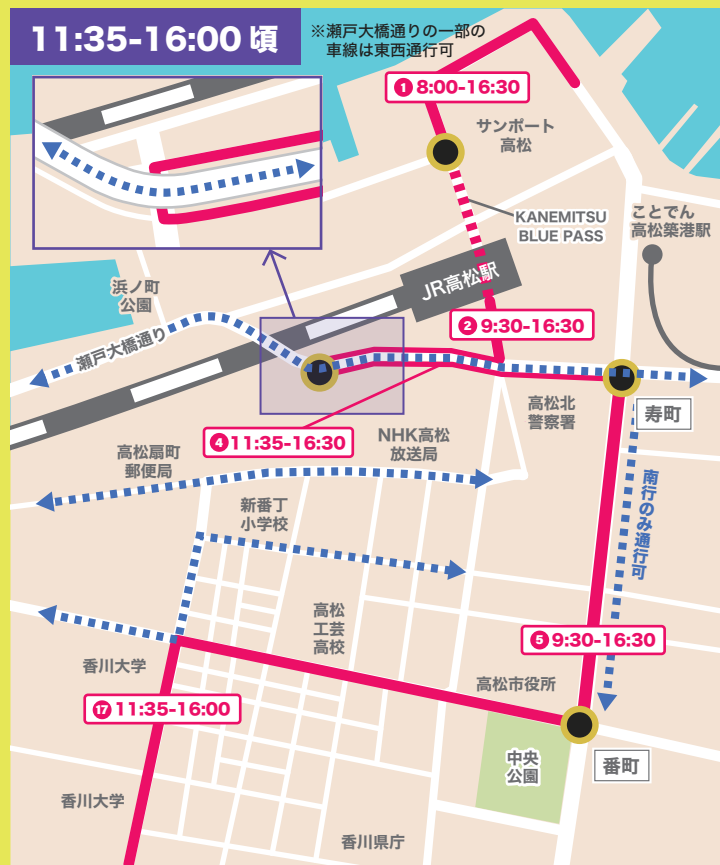 11:35-16:00 頃
※瀬戸大橋通りの一部の
車線は東西通行可
1 8:00-16:30
サンポート
高松
KANEMITSU
BLUE PASS
ことでん
高松築港駅
JR高松駅
浜ノ町
公園
瀬戸大橋通り
2 9:30-16:30
4 11:35-16:30
高松北
警察署
寿町
NHK高松
放送局
高松扇町
郵便局
新番丁
小学校
南行のみ通行可
高松
工芸
高校
5 9:30-16:30
香川大学
高松市役所
17 11:35-16:00
中央
公園
番町
香川大学
香川県庁